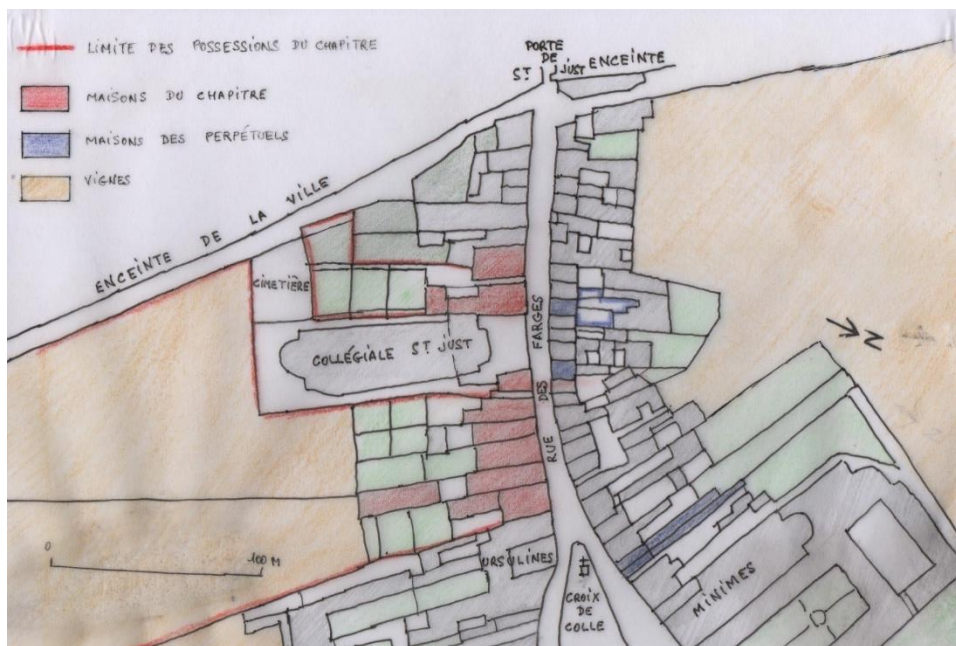 LIMITE DES POSSESSIONS DU CHAPITRE
MAISONS DU CHAPITRE
MAISONS DES PERPÉTUELS
VIGNES
PORTE
DE
ST JUST
ENCEINTE
ENCEINTE DE LA VILLE
CIMETIÈRE
COLLÉGIALE ST JUST
RUE DES FARGES
N
0
100 M
URSULINES
CROIX
DE
COLLE
MINIMES